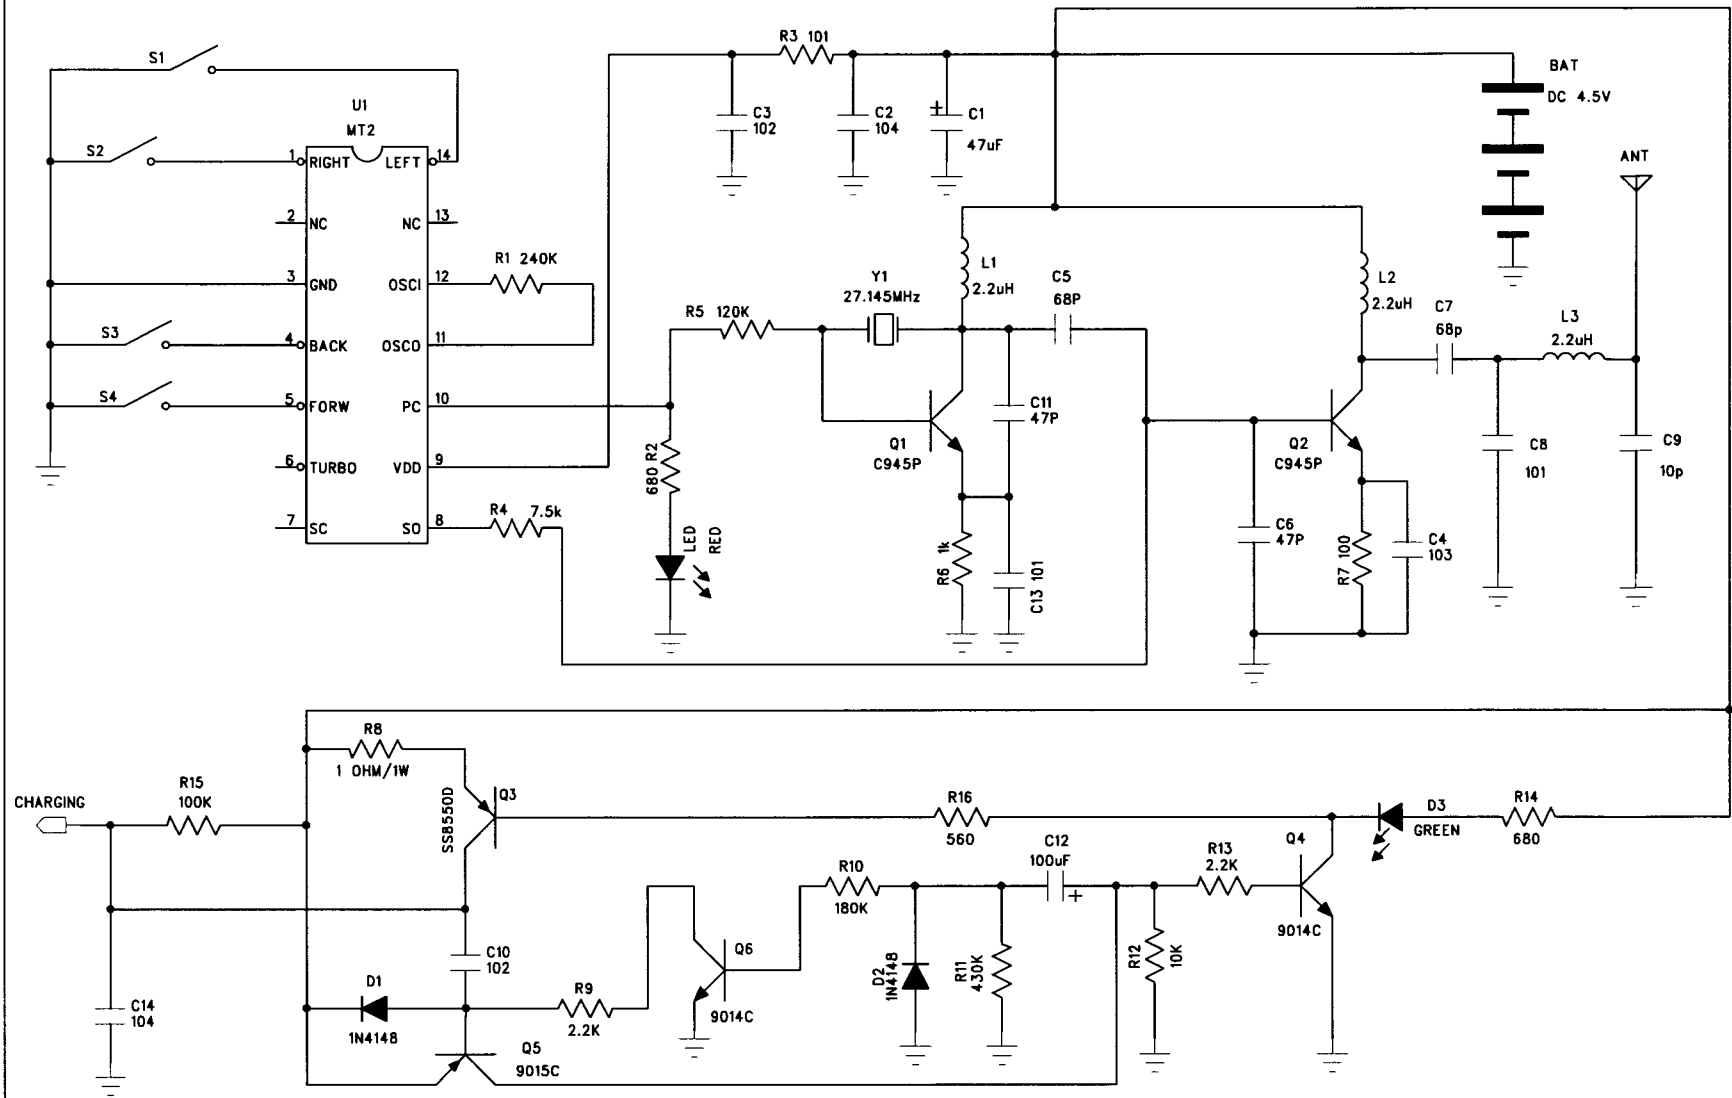 R3 101
S1
BAT
DC 4.5V
U1
MT2
C3
102
C2
104
+
C1
47uF
S2
1 RIGHT LEFT 14
ANT
2 NC NC 13
R1 240K
3 GND OSCI 12
Y1
27.145MHz
L1
2.2uH
C5
68P
L2
2.2uH
C7
68p
L3
2.2uH
R5 120K
S3
4 BACK OSCO 11
S4
5 FORW PC 10
C11
47P
Q1
C945P
Q2
C945P
C8
101
C9
10p
680 R2
6 TURBO VDD 9
R4 7.5k
7 SC SO 8
LED
RED
R6 1k
C13 101
C6
47P
R7 100
C4
103
R8
1 OHM/1W
R15
100K
CHARGING
Q3
SS8550D
R16
560
D3
GREEN
R14
680
C12
100uF
+
R13
2.2K
Q4
9014C
R10
180K
Q6
9014C
C10
102
D2
1N4148
R11
430K
R12
10K
C14
104
D1
1N4148
R9
2.2K
Q5
9015C